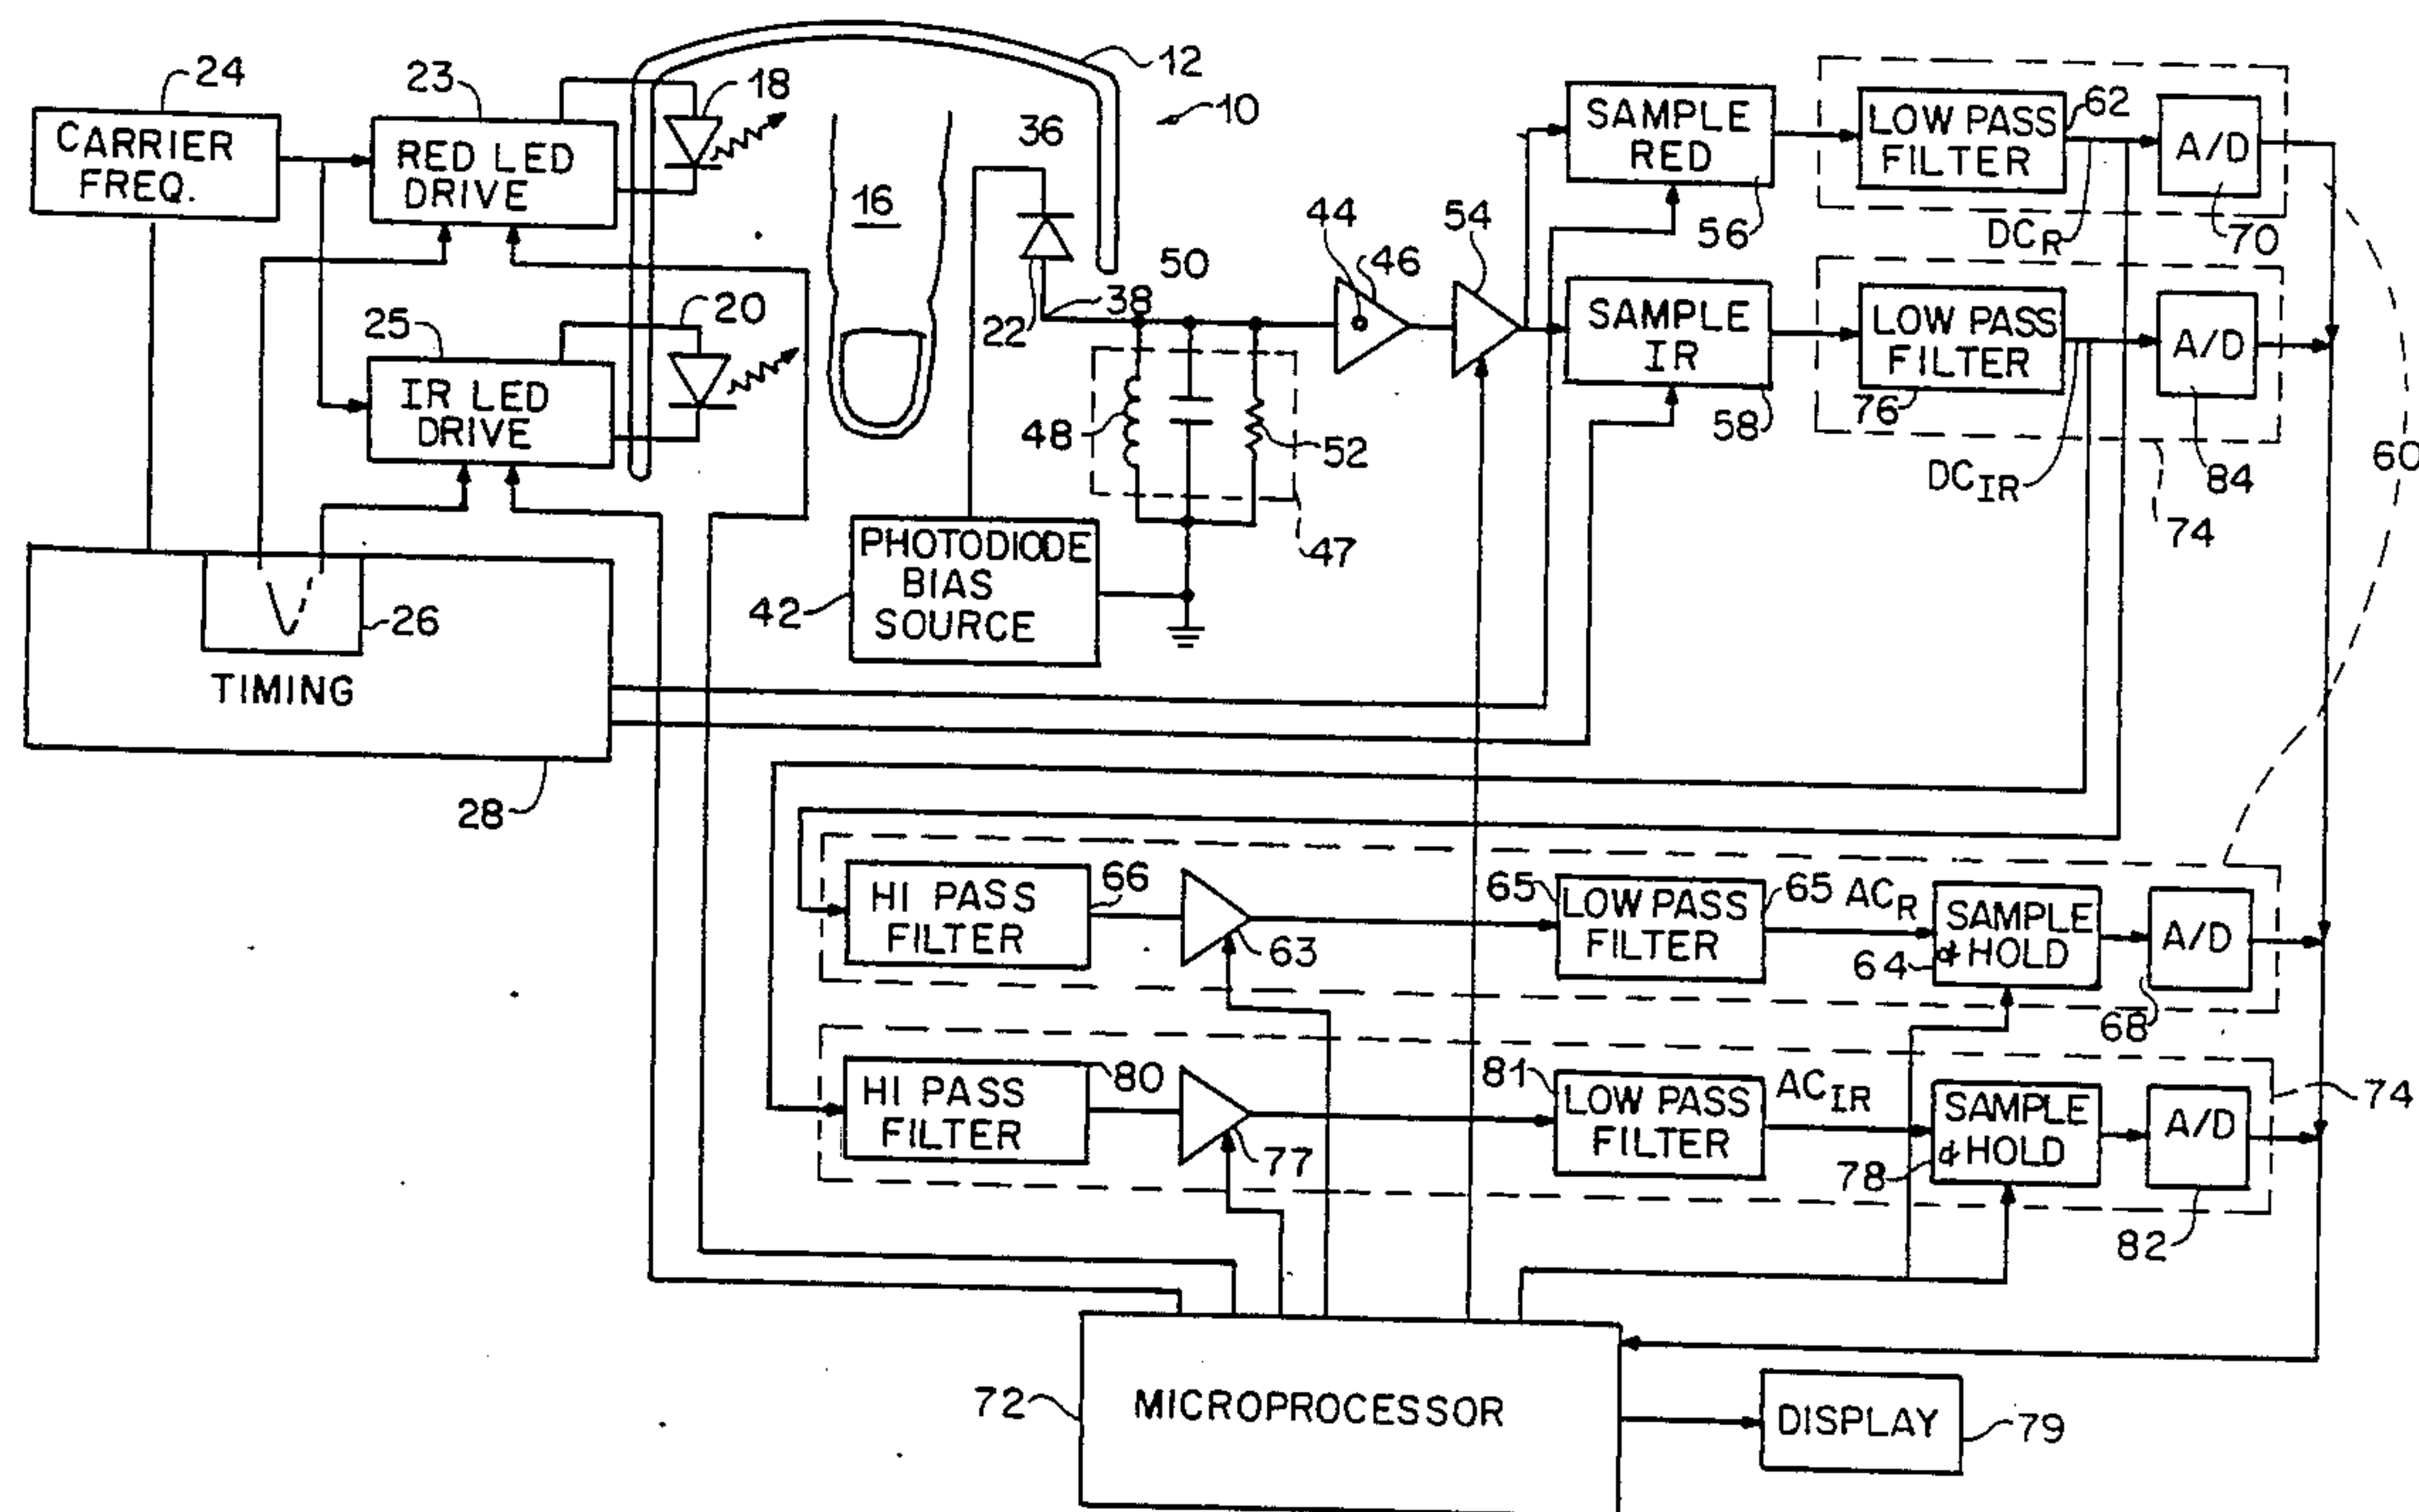 24
CARRIER
FREQ.
23
RED LED
DRIVE
18
12
10
16
36
22
38
25
IR LED
DRIVE
20
26
TIMING
28
PHOTODIODE
BIAS
SOURCE
42
50
48
52
47
44
46
54
SAMPLE
RED
56
SAMPLE
IR
58
LOW PASS
FILTER
62
A/D
70
DCR
LOW PASS
FILTER
76
A/D
84
DCIR
74
60
HI PASS
FILTER
66
63
65
LOW PASS
FILTER
65
ACR
SAMPLE
¢ HOLD
64
A/D
68
HI PASS
FILTER
80
77
81
LOW PASS
FILTER
ACIR
SAMPLE
¢ HOLD
78
A/D
82
74
72
MICROPROCESSOR
DISPLAY
79